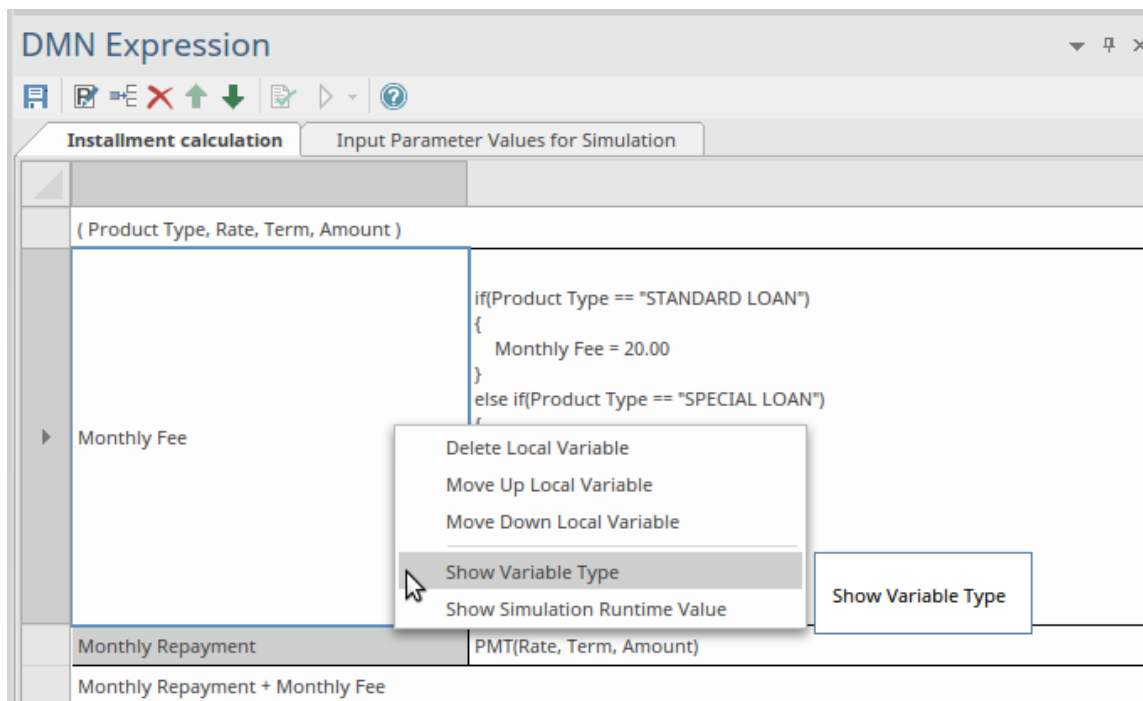 DMN Expression
Installment calculation
Input Parameter Values for Simulation
( Product Type, Rate, Term, Amount )
Monthly Fee
if(Product Type == "STANDARD LOAN")
{
Monthly Fee = 20.00
}
else if(Product Type == "SPECIAL LOAN")
{
Delete Local Variable
Move Up Local Variable
Move Down Local Variable
Show Variable Type
Show Simulation Runtime Value
Show Variable Type
Monthly Repayment
PMT(Rate, Term, Amount)
Monthly Repayment + Monthly Fee